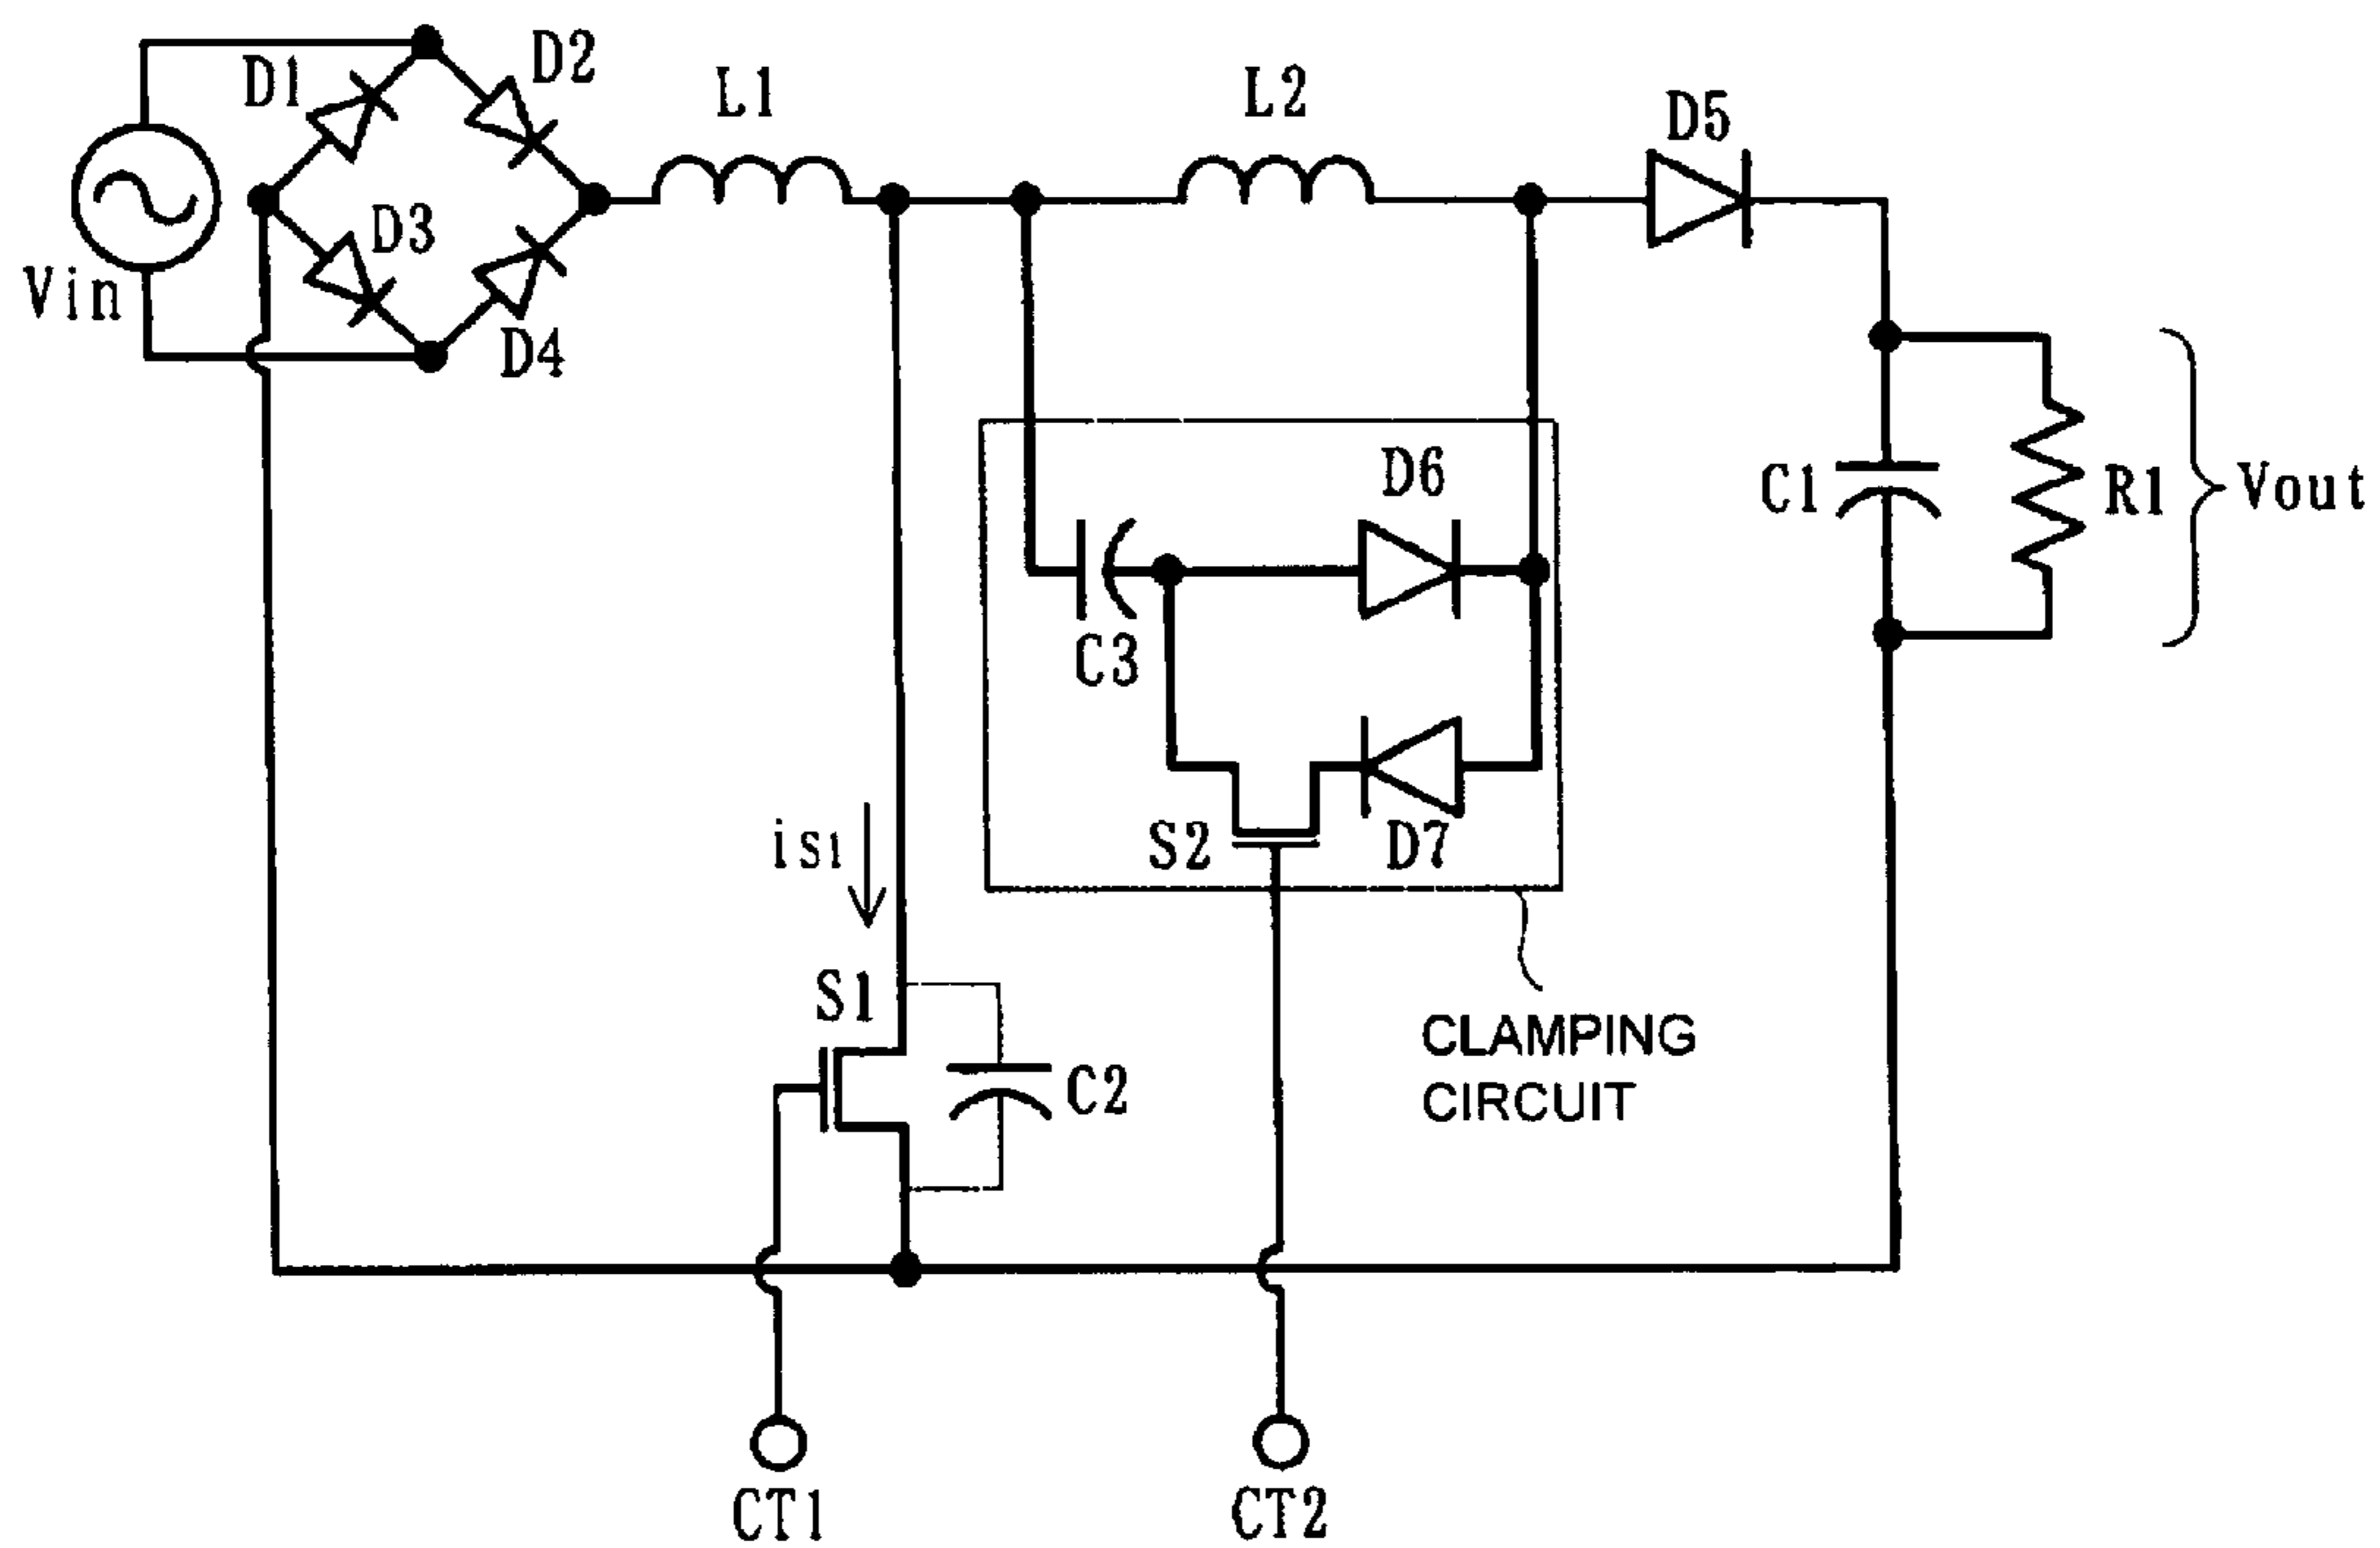 D1
D2
L1
L2
D5
D3
Vin
D4
D6
C1
R1
Vout
C3
is1
S2
D7
S1
CLAMPING
CIRCUIT
C2
CT1
CT2